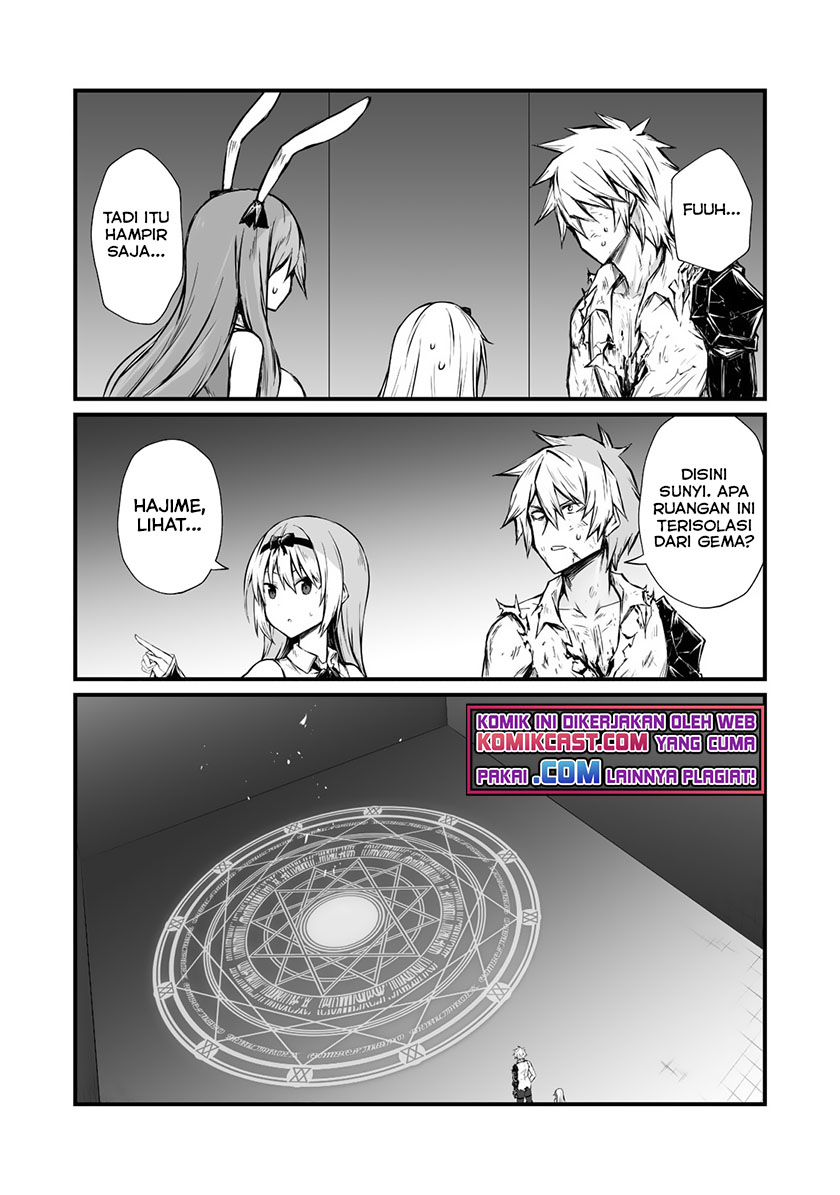 FUUH...
TADI ITU
HAMPIR
SAJA...
DISINI
SUNYI. APA
RUANGAN INI
TERISOLASI
DARI GEMA?
HAJIME,
LIHAT...
KOMIK INI DIKERJAKAN OLEH WEB
KOMIKCAST.COM YANG CUMA
PAKAI .COM LAINNYA PLAGIAT!